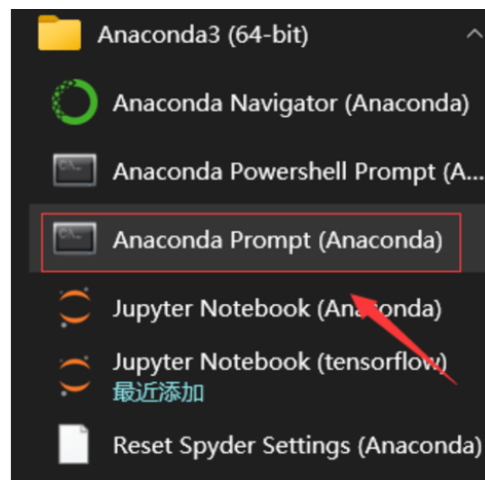 Anaconda3 (64-bit)
Anaconda Navigator (Anaconda)
Anaconda Powershell Prompt (A...
Anaconda Prompt (Anaconda)
Jupyter Notebook (Anaconda)
Jupyter Notebook (tensorflow)
最近添加
Reset Spyder Settings (Anaconda)